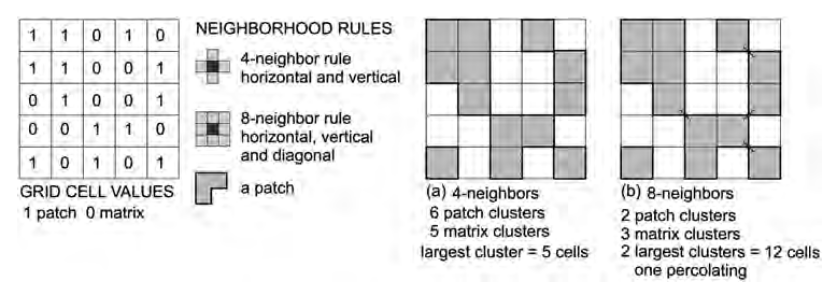 1 1 0 1 0
1 1 0 0 1
0 1 0 0 1
0 0 1 1 0
1 0 1 0 1
GRID CELL VALUES
1 patch 0 matrix
NEIGHBORHOOD RULES
4-neighbor rule
horizontal and vertical
8-neighbor rule
horizontal, vertical
and diagonal
a patch
(a) 4-neighbors
6 patch clusters
5 matrix clusters
largest cluster = 5 cells
(b) 8-neighbors
2 patch clusters
3 matrix clusters
2 largest clusters = 12 cells
one percolating